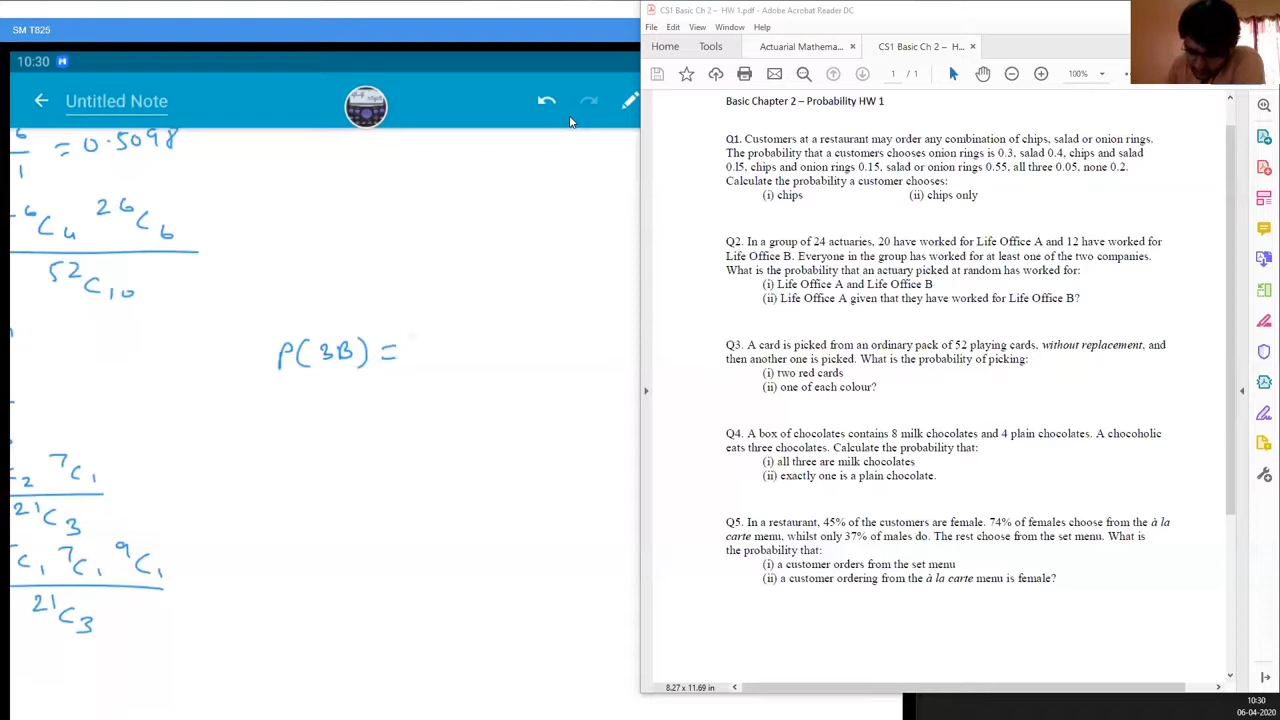 SM T825
10:30
Untitled Note
= 0.5098
1
6C4 26C6
52C10
P(3B) =
C2 7C1
21C3
C1 7C1 9C1
21C3
CS1 Basic Ch 2 – HW 1.pdf - Adobe Acrobat Reader DC
File Edit View Window Help
Home Tools Actuarial Mathema... × CS1 Basic Ch 2 – H... ×
1 / 1 100%
Basic Chapter 2 – Probability HW 1
Q1. Customers at a restaurant may order any combination of chips, salad or onion rings.
The probability that a customers chooses onion rings is 0.3, salad 0.4, chips and salad
0.15, chips and onion rings 0.15, salad or onion rings 0.55, all three 0.05, none 0.2.
Calculate the probability a customer chooses:
(i) chips (ii) chips only
Q2. In a group of 24 actuaries, 20 have worked for Life Office A and 12 have worked for
Life Office B. Everyone in the group has worked for at least one of the two companies.
What is the probability that an actuary picked at random has worked for:
(i) Life Office A and Life Office B
(ii) Life Office A given that they have worked for Life Office B?
Q3. A card is picked from an ordinary pack of 52 playing cards, without replacement, and
then another one is picked. What is the probability of picking:
(i) two red cards
(ii) one of each colour?
Q4. A box of chocolates contains 8 milk chocolates and 4 plain chocolates. A chocoholic
eats three chocolates. Calculate the probability that:
(i) all three are milk chocolates
(ii) exactly one is a plain chocolate.
Q5. In a restaurant, 45% of the customers are female. 74% of females choose from the à la
carte menu, whilst only 37% of males do. The rest choose from the set menu. What is
the probability that:
(i) a customer orders from the set menu
(ii) a customer ordering from the à la carte menu is female?
8.27 x 11.69 in
10:30
06-04-2020